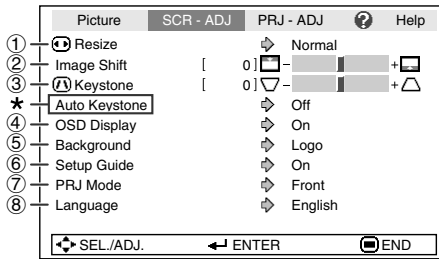 Picture SCR - ADJ PRJ - ADJ ? Help
① Resize Normal
② Image Shift [ 0 ] - +
③ Keystone [ 0 ] - +
* Auto Keystone Off
④ OSD Display On
⑤ Background Logo
⑥ Setup Guide On
⑦ PRJ Mode Front
⑧ Language English
SEL./ADJ. ENTER END